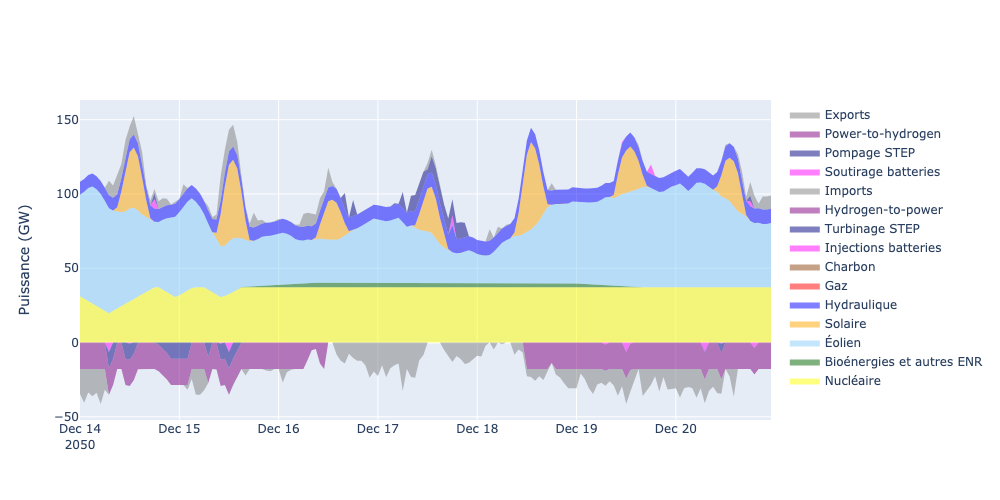 Puissance (GW)
150
100
50
0
−50
Dec 14
2050
Dec 15
Dec 16
Dec 17
Dec 18
Dec 19
Dec 20
Exports
Power-to-hydrogen
Pompage STEP
Soutirage batteries
Imports
Hydrogen-to-power
Turbinage STEP
Injections batteries
Charbon
Gaz
Hydraulique
Solaire
Éolien
Bioénergies et autres ENR
Nucléaire